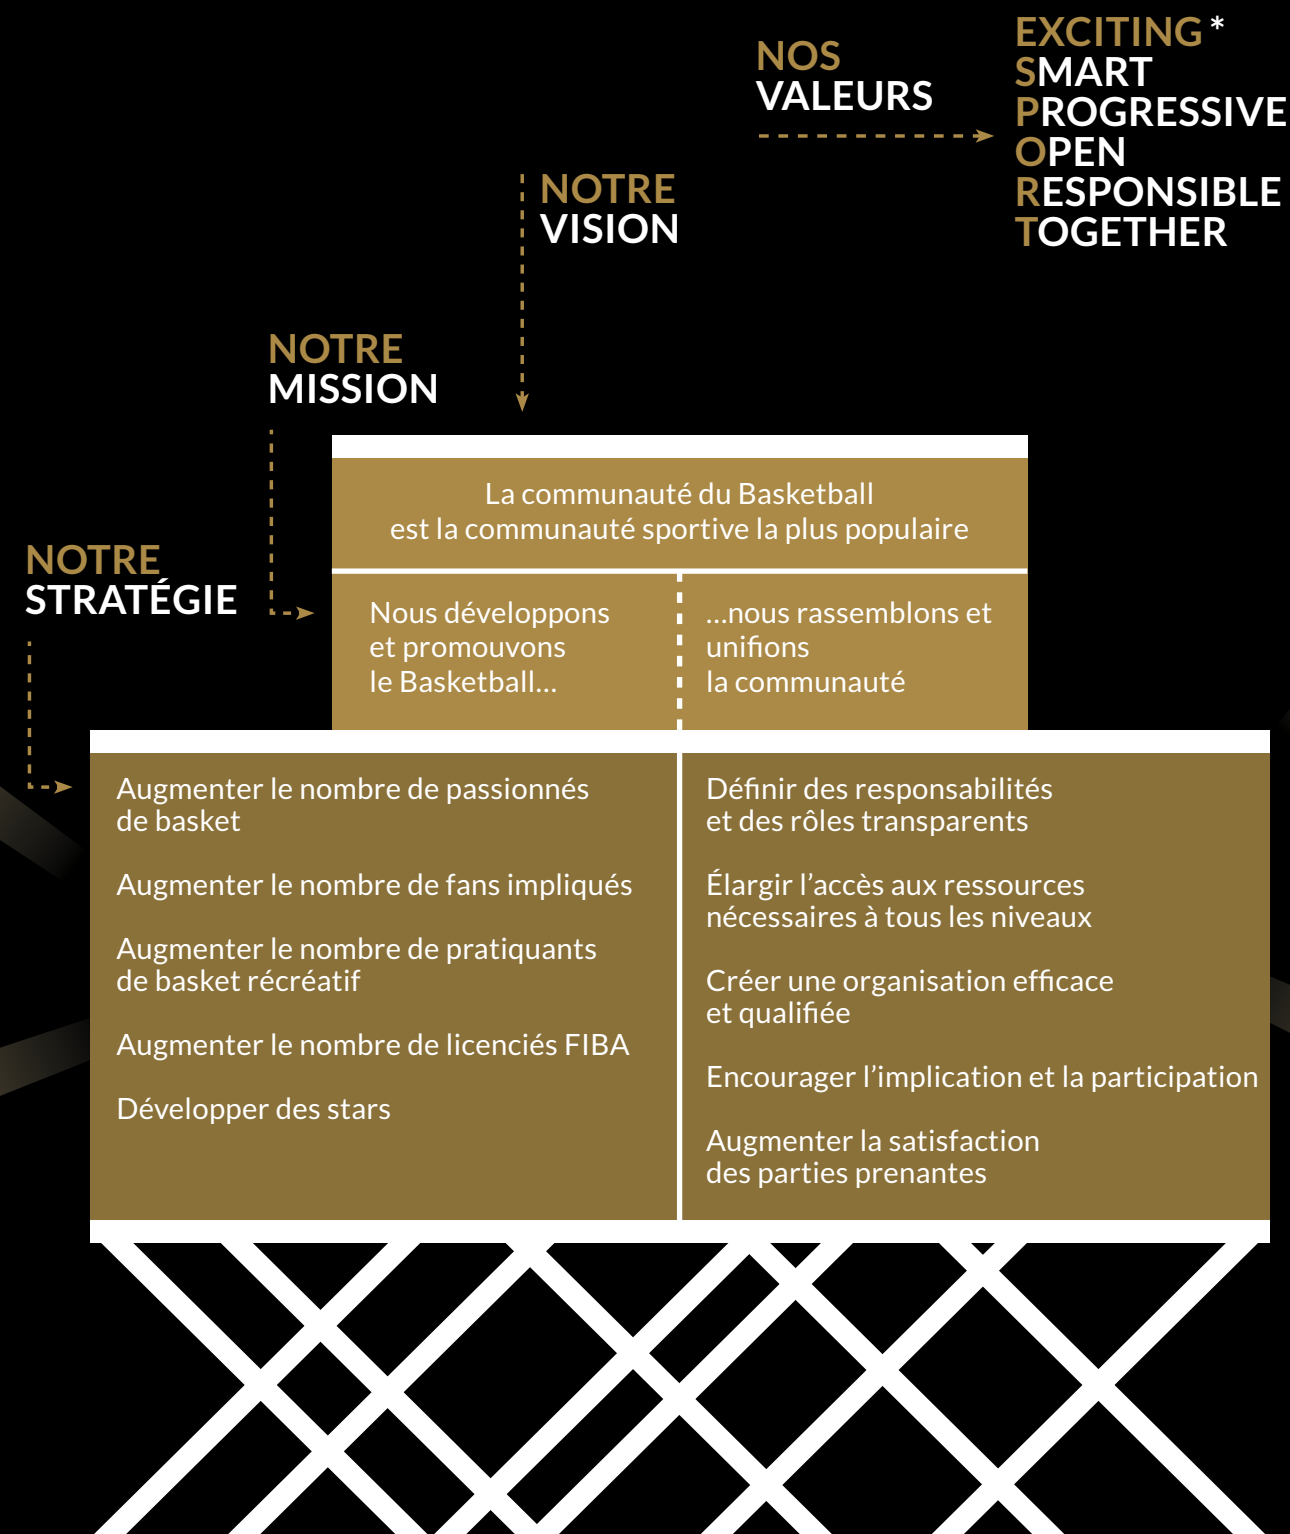 NOS
VALEURS
EXCITING*
SMART
PROGRESSIVE
OPEN
RESPONSIBLE
TOGETHER
NOTRE
VISION
NOTRE
MISSION
La communauté du Basketball
est la communauté sportive la plus populaire
NOTRE
STRATÉGIE
Nous développons
et promouvons
le Basketball...
...nous rassemblons et
unifions
la communauté
Augmenter le nombre de passionnés
de basket
Augmenter le nombre de fans impliqués
Augmenter le nombre de pratiquants
de basket récréatif
Augmenter le nombre de licenciés FIBA
Développer des stars
Définir des responsabilités
et des rôles transparents
Élargir l’accès aux ressources
nécessaires à tous les niveaux
Créer une organisation efficace
et qualifiée
Encourager l’implication et la participation
Augmenter la satisfaction
des parties prenantes